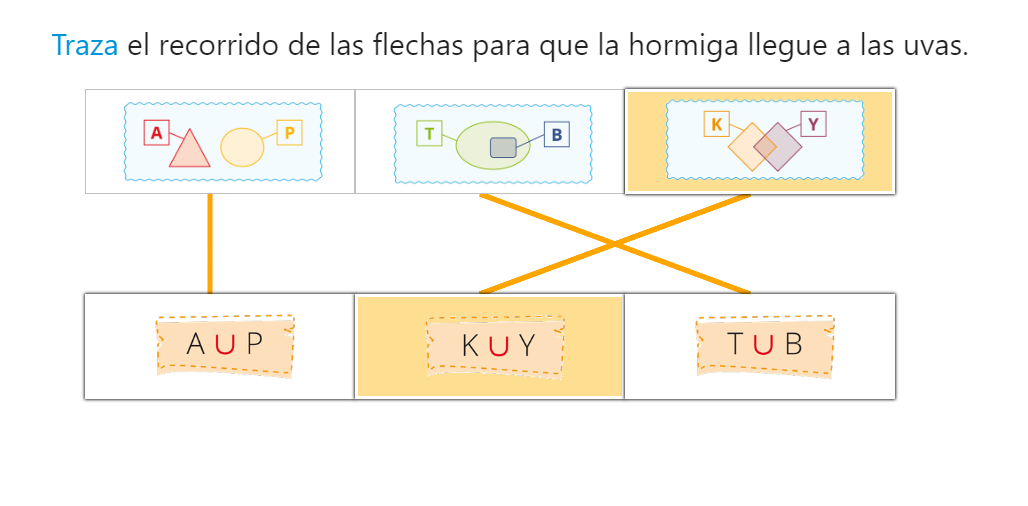 Traza el recorrido de las flechas para que la hormiga llegue a las uvas.
A P T B K Y
A ∪ P K ∪ Y T ∪ B